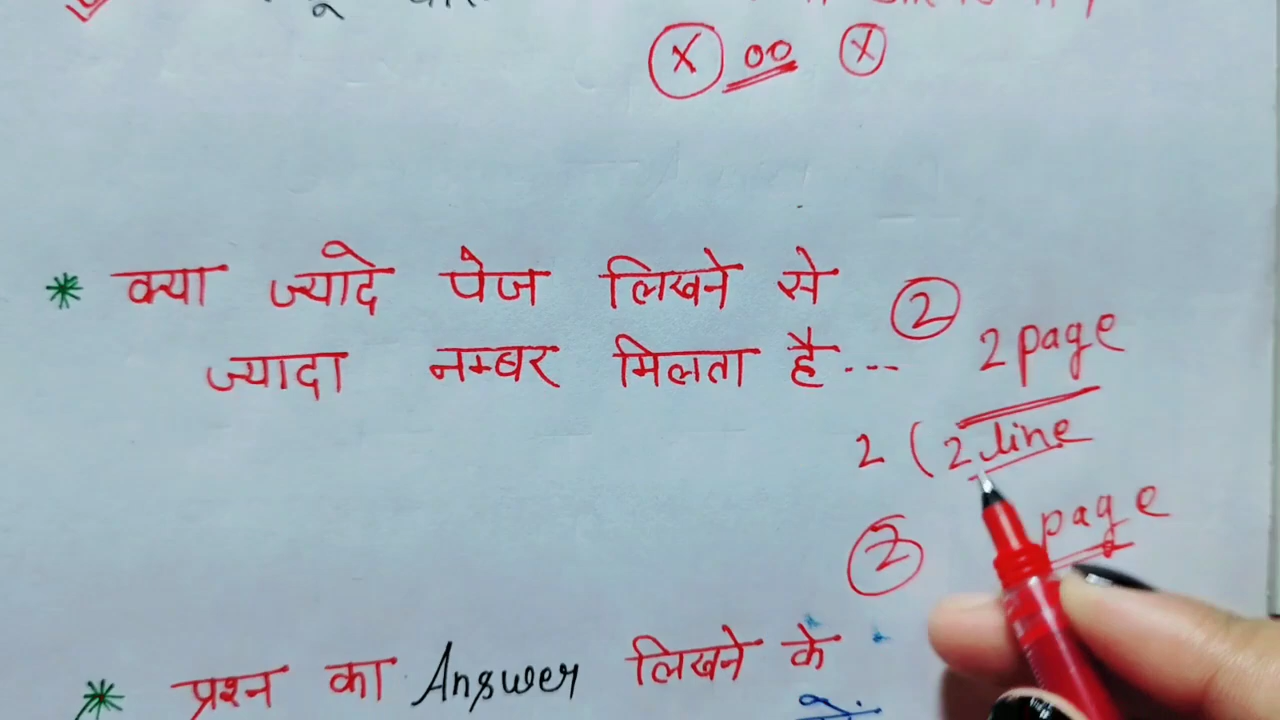 X 00 X
* क्या ज्यादे पेज लिखने से
ज्यादा नम्बर मिलता है...
2
2 page
2 (2 line
2 page
* प्रश्न का Answer लिखने के